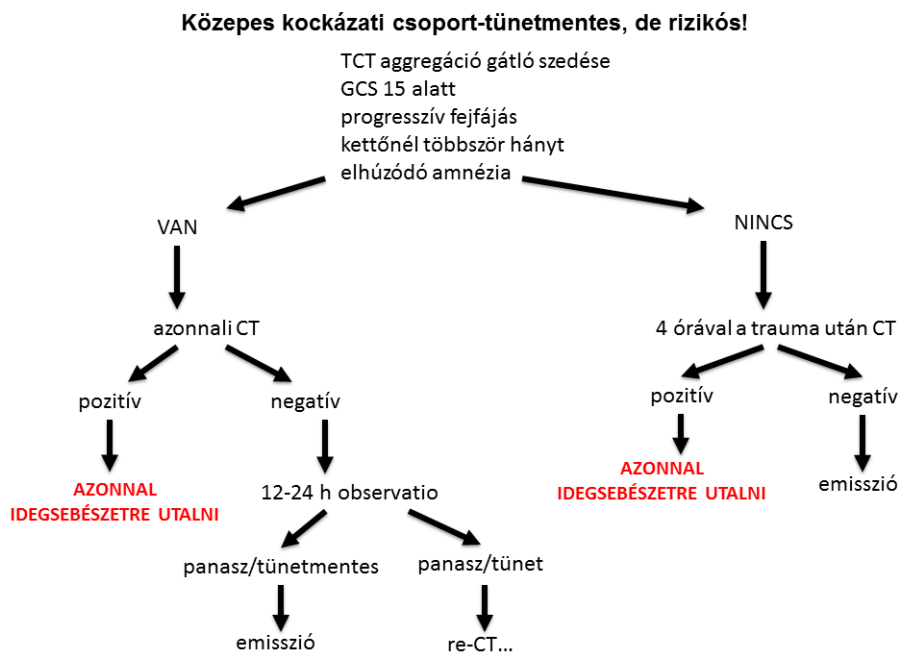 Közepes kockázati csoport-tünetmentes, de rizikós!
TCT aggregáció gátló szedése
GCS 15 alatt
progresszív fejfájás
kettőnél többször hányt
elhúzódó amnézia
VAN
NINCS
azonnali CT
4 órával a trauma után CT
pozitív
negatív
pozitív
negatív
AZONNAL
IDEGSEBÉSZETRE UTALNI
12-24 h observatio
AZONNAL
IDEGSEBÉSZETRE UTALNI
emisszió
panasz/tünetmentes
panasz/tünet
emisszió
re-CT...